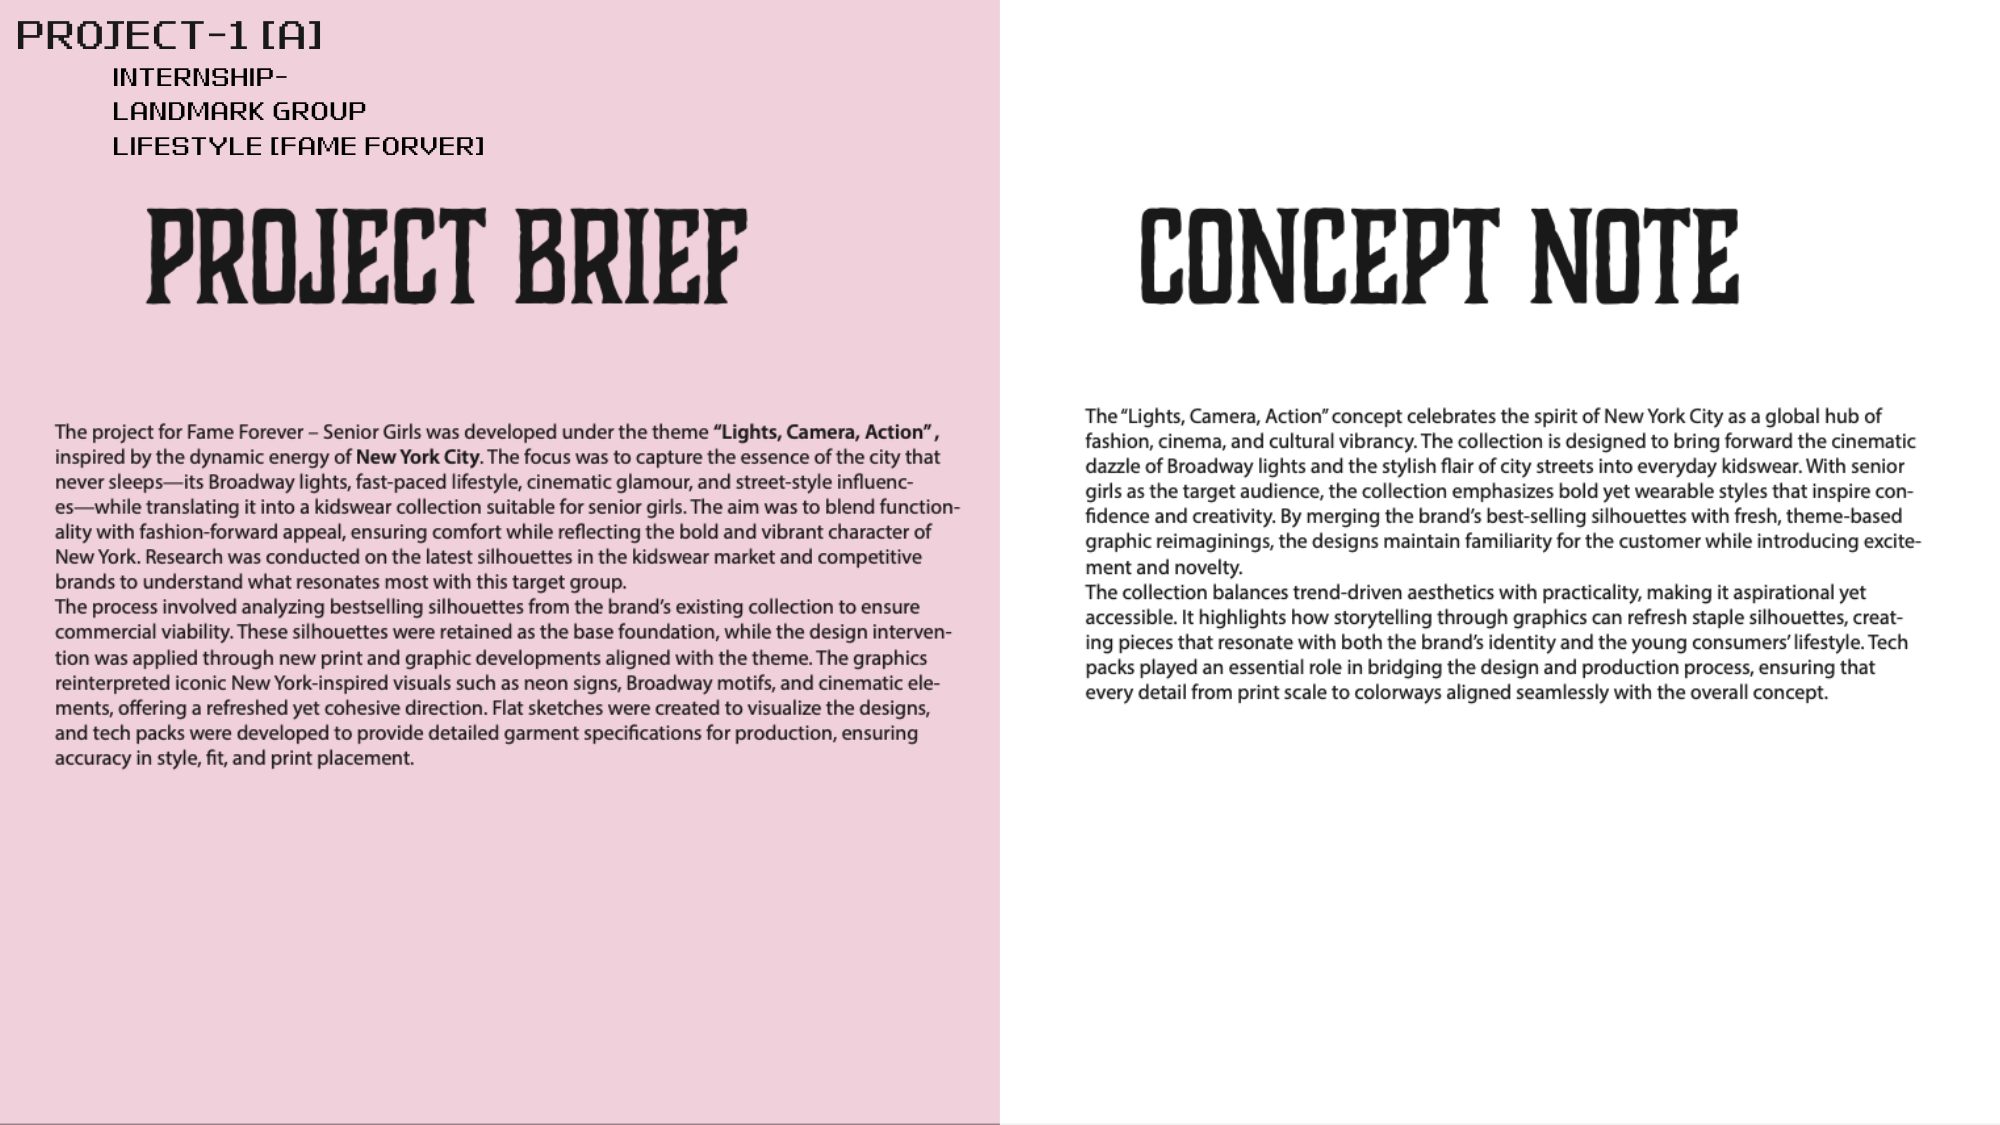 PROJECT-1 [A]
INTERNSHIP-
LANDMARK GROUP
LIFESTYLE [FAME FORVER]
PROJECT BRIEF
The project for Fame Forever – Senior Girls was developed under the theme “Lights, Camera, Action” ,
inspired by the dynamic energy of New York City. The focus was to capture the essence of the city that
never sleeps—its Broadway lights, fast-paced lifestyle, cinematic glamour, and street-style influenc-
es—while translating it into a kidswear collection suitable for senior girls. The aim was to blend function-
ality with fashion-forward appeal, ensuring comfort while reflecting the bold and vibrant character of
New York. Research was conducted on the latest silhouettes in the kidswear market and competitive
brands to understand what resonates most with this target group.
The process involved analyzing bestselling silhouettes from the brand’s existing collection to ensure
commercial viability. These silhouettes were retained as the base foundation, while the design interven-
tion was applied through new print and graphic developments aligned with the theme. The graphics
reinterpreted iconic New York-inspired visuals such as neon signs, Broadway motifs, and cinematic ele-
ments, offering a refreshed yet cohesive direction. Flat sketches were created to visualize the designs,
and tech packs were developed to provide detailed garment specifications for production, ensuring
accuracy in style, fit, and print placement.
CONCEPT NOTE
The “Lights, Camera, Action” concept celebrates the spirit of New York City as a global hub of
fashion, cinema, and cultural vibrancy. The collection is designed to bring forward the cinematic
dazzle of Broadway lights and the stylish flair of city streets into everyday kidswear. With senior
girls as the target audience, the collection emphasizes bold yet wearable styles that inspire con-
fidence and creativity. By merging the brand’s best-selling silhouettes with fresh, theme-based
graphic reimaginings, the designs maintain familiarity for the customer while introducing excite-
ment and novelty.
The collection balances trend-driven aesthetics with practicality, making it aspirational yet
accessible. It highlights how storytelling through graphics can refresh staple silhouettes, creat-
ing pieces that resonate with both the brand’s identity and the young consumers’ lifestyle. Tech
packs played an essential role in bridging the design and production process, ensuring that
every detail from print scale to colorways aligned seamlessly with the overall concept.